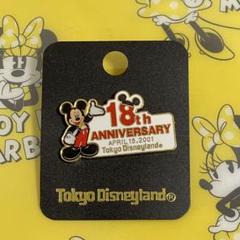 18th
ANNIVERSARY
APRIL 15, 2001
Tokyo Disneyland®
Tokyo Disneyland®